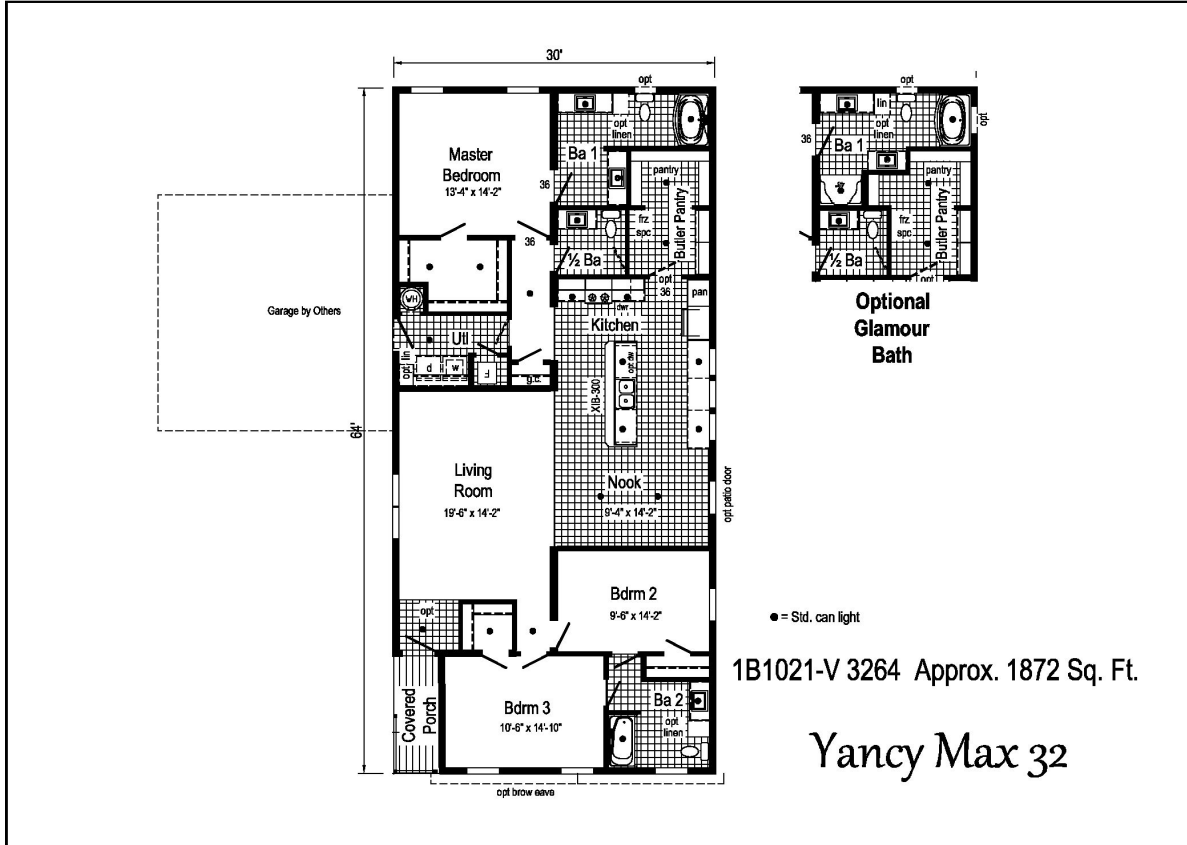 30'
opt
opt
Master
Bedroom
13'-4" x 14'-2"
opt
linen
Ba 1
36
pantry
Butler Pantry
frz
spc
36
½ Ba
lin
opt
linen
opt
36
Ba 1
pantry
frz
spc
Butler Pantry
½ Ba
opt
Optional
Glamour
Bath
WH
Garage by Others
Utl
opt lin
d
w
F
g.c.
opt
36
pan
dwr
Kitchen
opt dw
XIB-300
64'
Living
Room
19'-6" x 14'-2"
Nook
9'-4" x 14'-2"
opt patio door
Bdrm 2
9'-6" x 14'-2"
opt
● = Std. can light
1B1021-V 3264 Approx. 1872 Sq. Ft.
Covered
Porch
Bdrm 3
10'-6" x 14'-10"
Ba 2
opt
linen
Yancy Max 32
opt brow eave